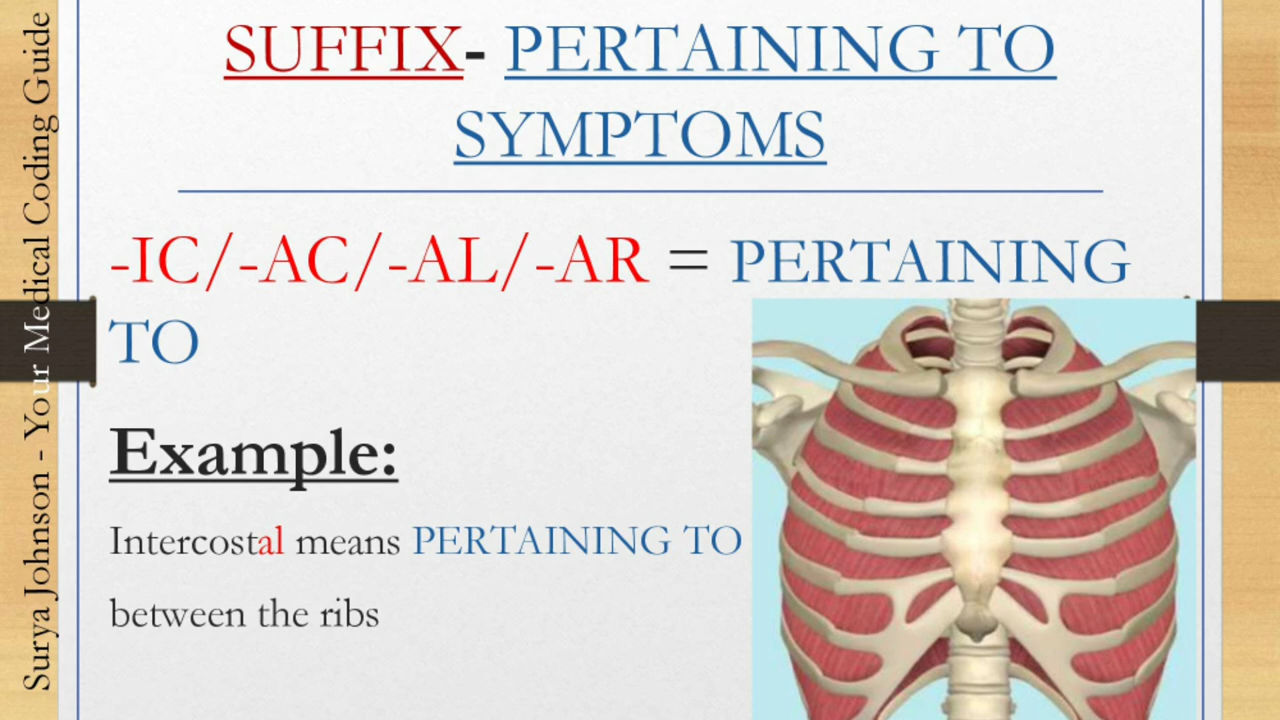 SUFFIX- PERTAINING TO
SYMPTOMS
-IC/-AC/-AL/-AR = PERTAINING
TO
Example:
Intercostal means PERTAINING TO
between the ribs
Surya Johnson - Your Medical Coding Guide